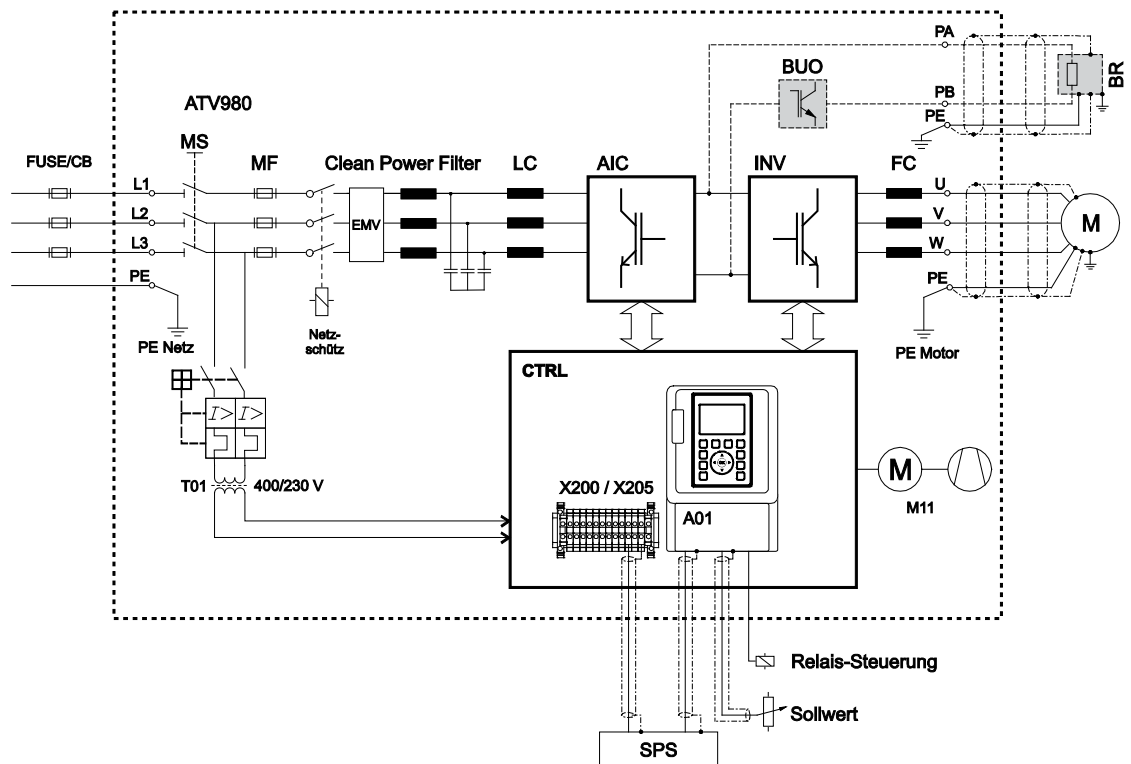 PA
BUO
BR
ATV980
PB
MS
PE
FUSE/CB
MF
Clean Power Filter
LC
AIC
INV
FC
L1
U
L2
EMV
V
M
L3
W
PE
PE
Netz-
schütz
PE Netz
PE Motor
CTRL
I>
I>
T01
400/230 V
X200 / X205
M
M11
A01
Relais-Steuerung
Sollwert
SPS